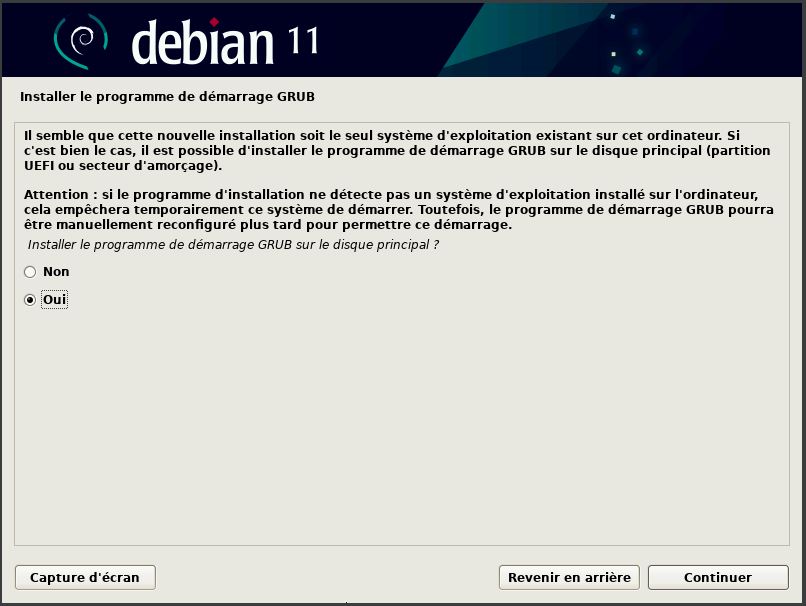 debian 11
Installer le programme de démarrage GRUB
Il semble que cette nouvelle installation soit le seul système d'exploitation existant sur cet ordinateur. Si
c'est bien le cas, il est possible d'installer le programme de démarrage GRUB sur le disque principal (partition
UEFI ou secteur d'amorçage).
Attention : si le programme d'installation ne détecte pas un système d'exploitation installé sur l'ordinateur,
cela empêchera temporairement ce système de démarrer. Toutefois, le programme de démarrage GRUB pourra
être manuellement reconfiguré plus tard pour permettre ce démarrage.
Installer le programme de démarrage GRUB sur le disque principal ?
Non
Oui
Capture d'écran
Revenir en arrière
Continuer